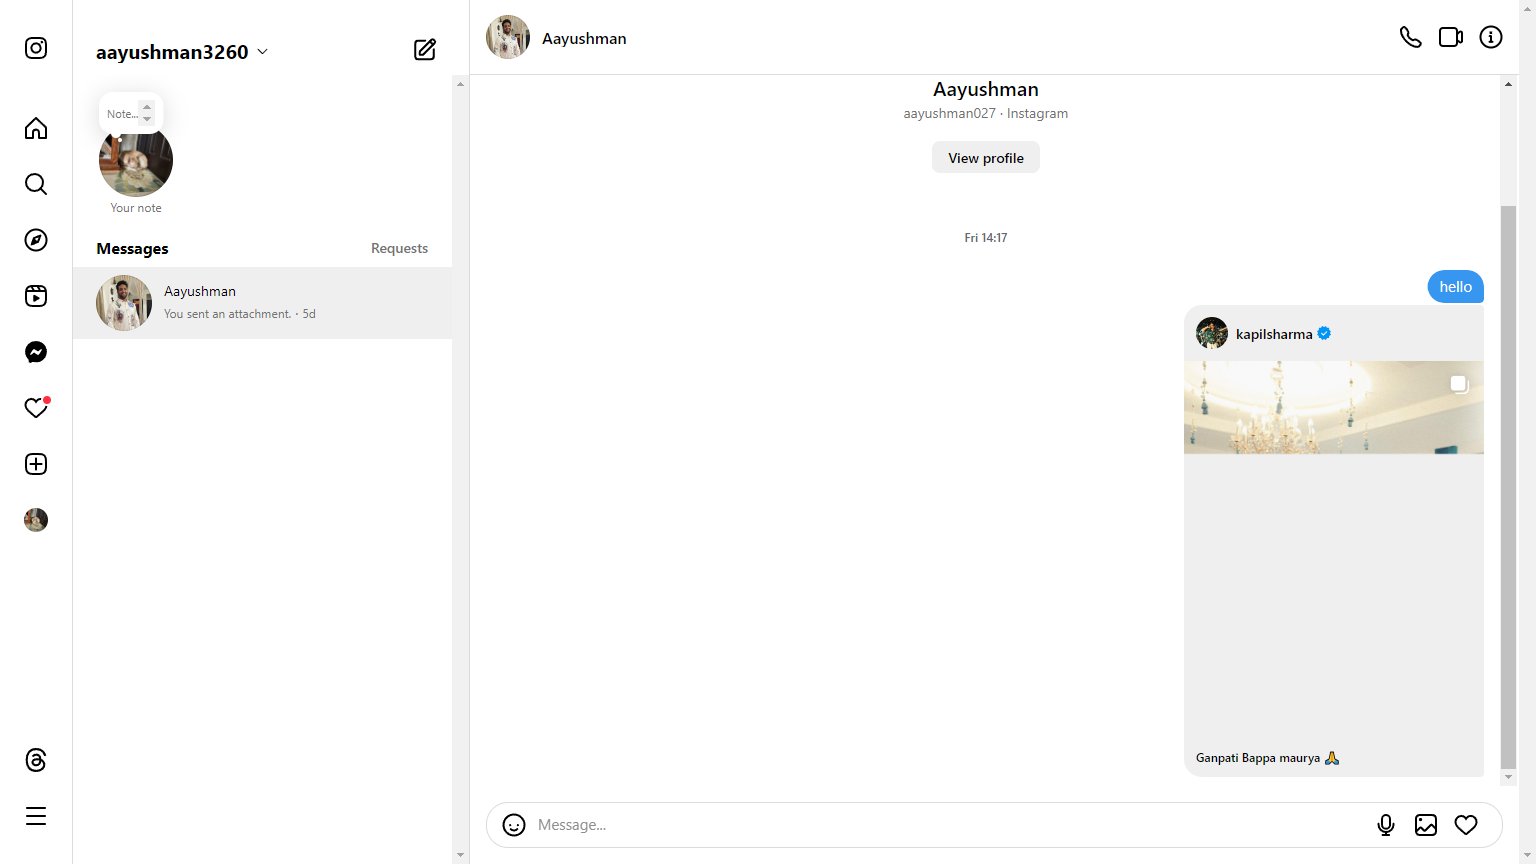 aayushman3260
Note...
Your note
Messages
Requests
Aayushman
You sent an attachment. · 5d
Aayushman
Aayushman
aayushman027 · Instagram
View profile
Fri 14:17
hello
kapilsharma
Ganpati Bappa maurya 🙏
Message...